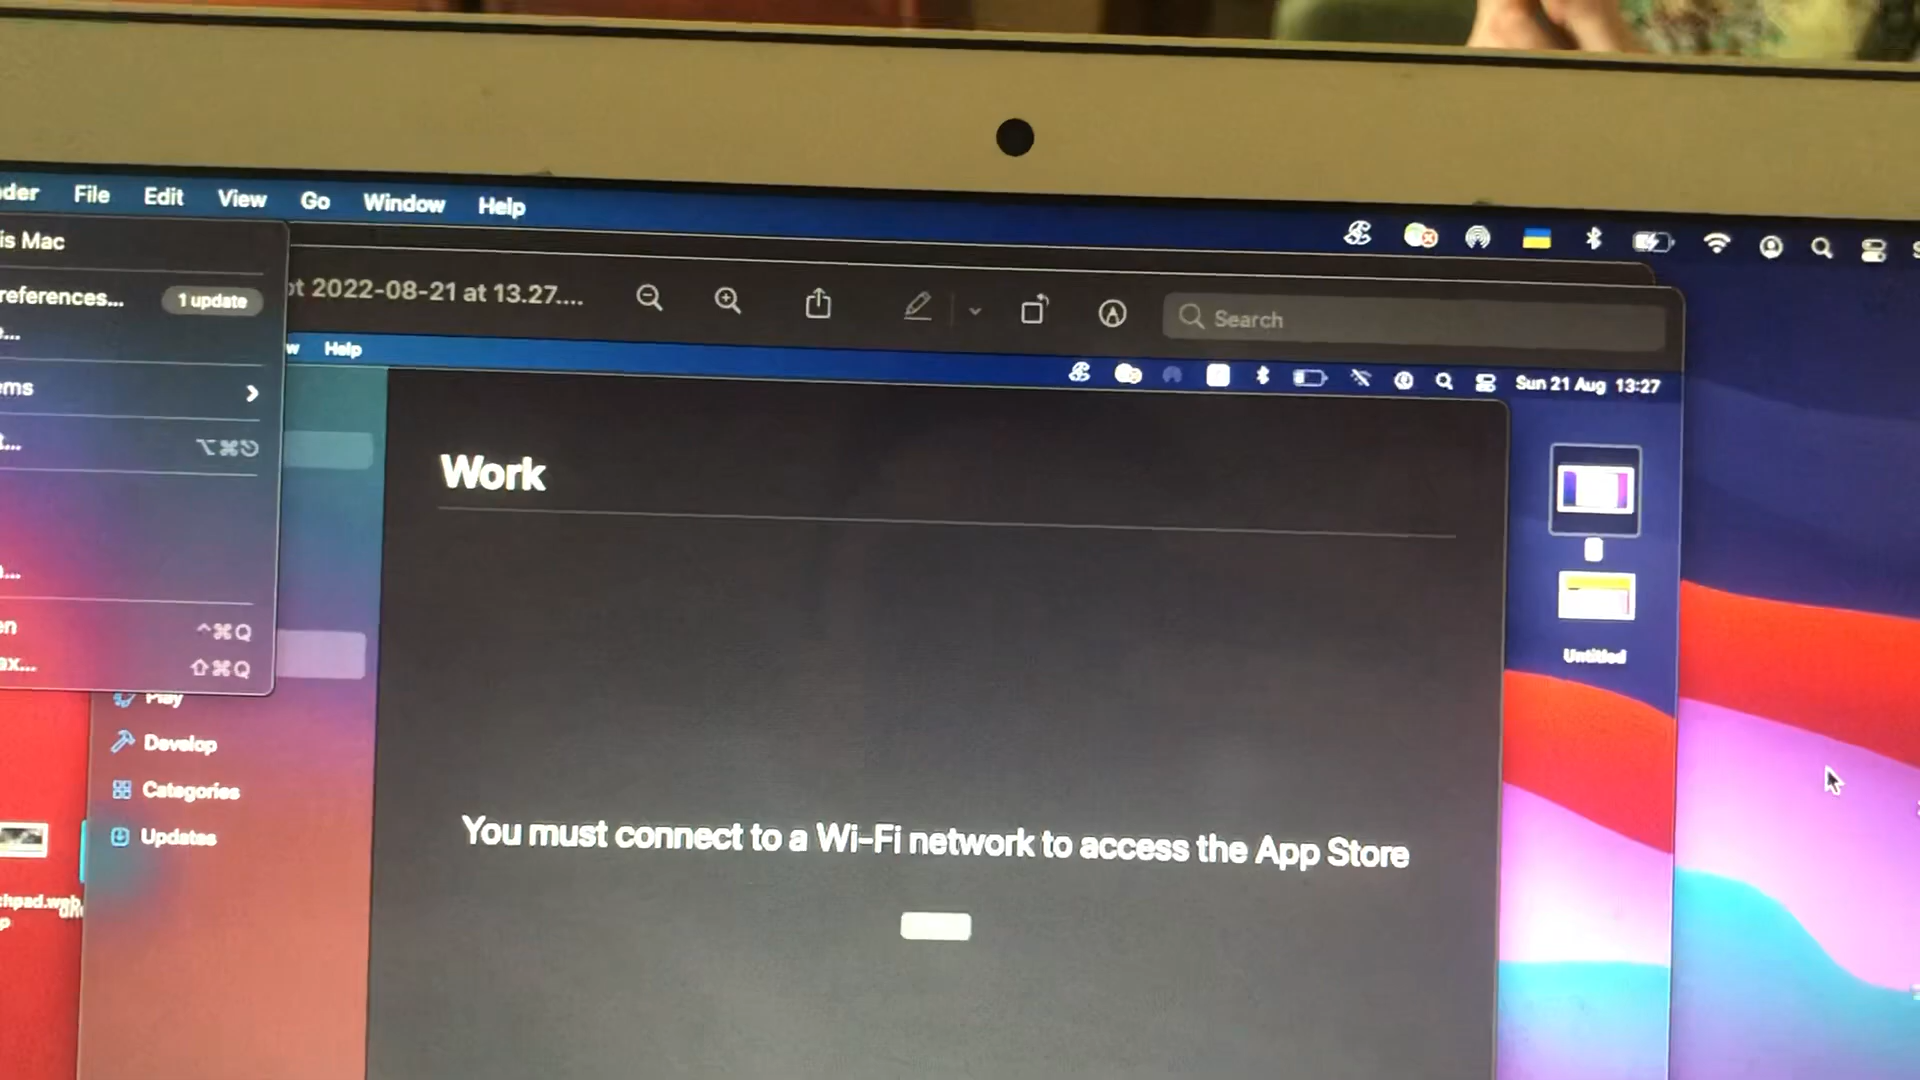 File Edit View Go Window Help
is Mac
references... 1 update
ot 2022-08-21 at 13.27....
Search
Help
Sun 21 Aug 13:27
⌥⌘⎋
^⌘Q
⇧⌘Q
Work
Untitled
Play
Develop
Categories
Updates
You must connect to a Wi-Fi network to access the App Store